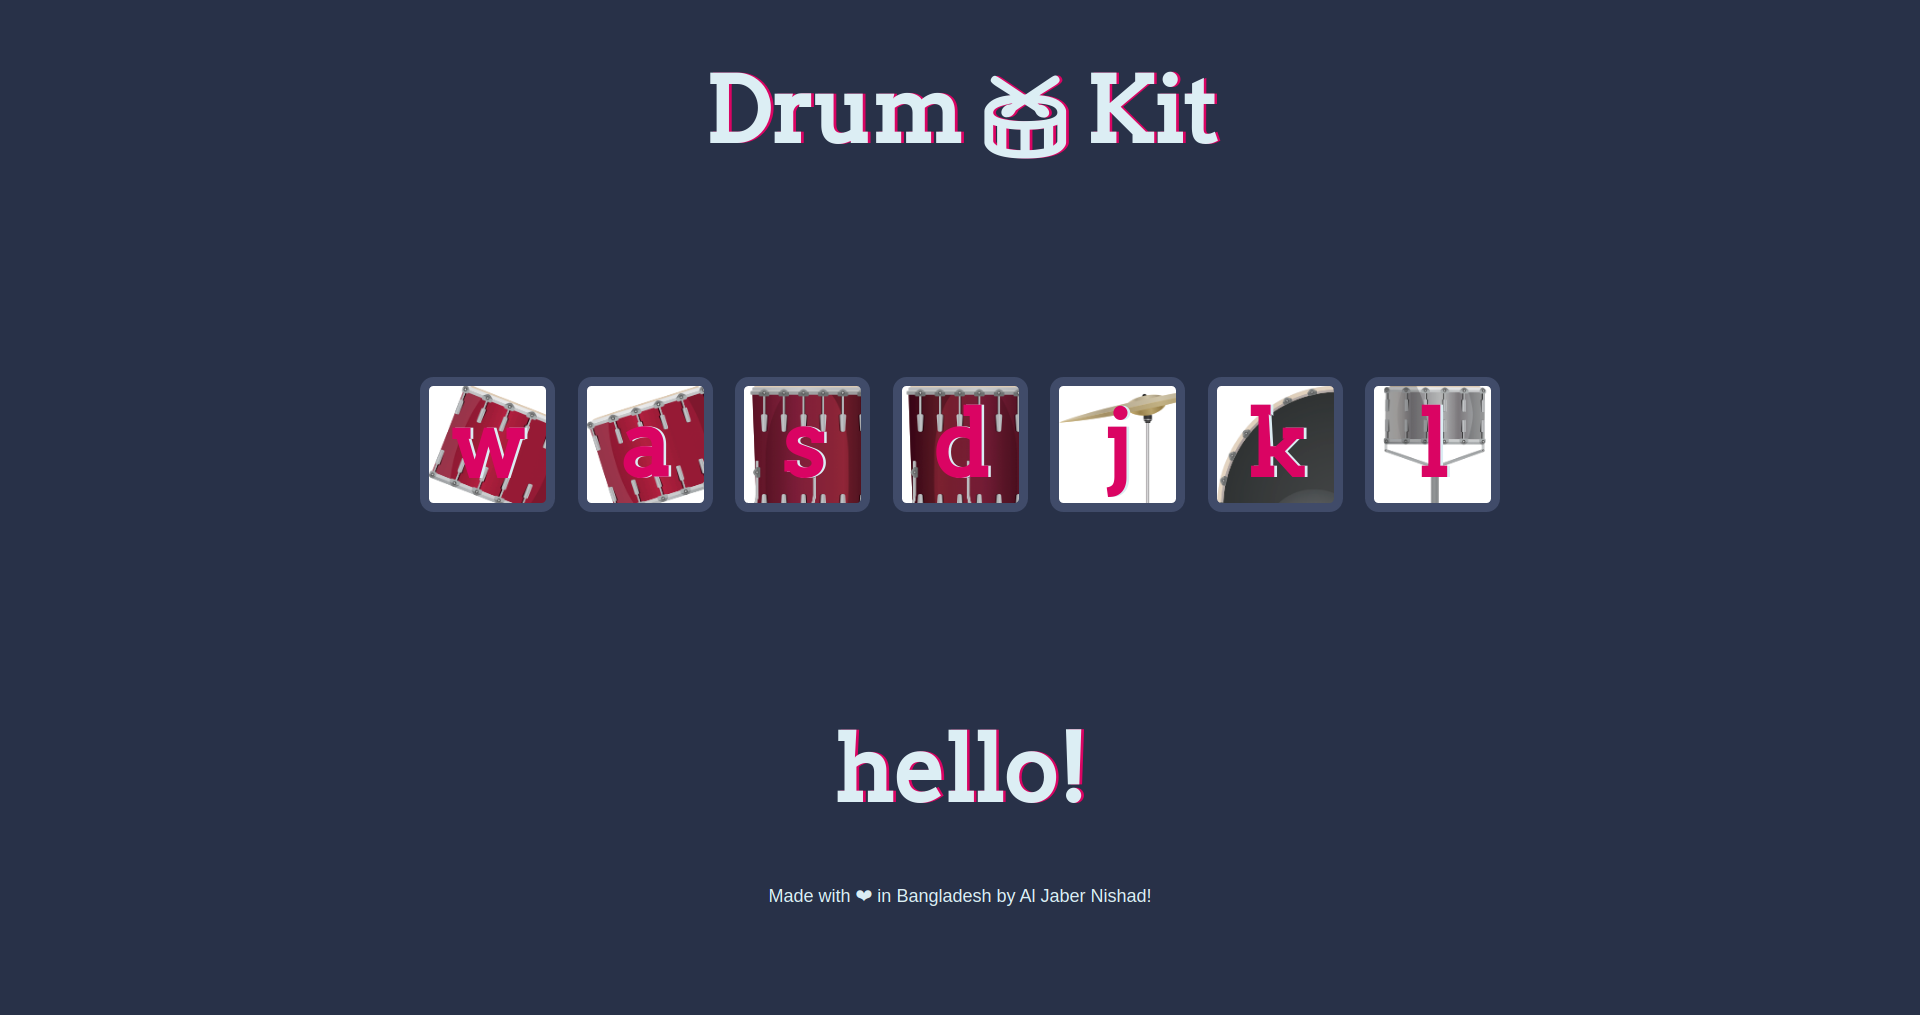 Drum 🥁 Kit
w a s d j k l
hello!
Made with ❤ in Bangladesh by Al Jaber Nishad!